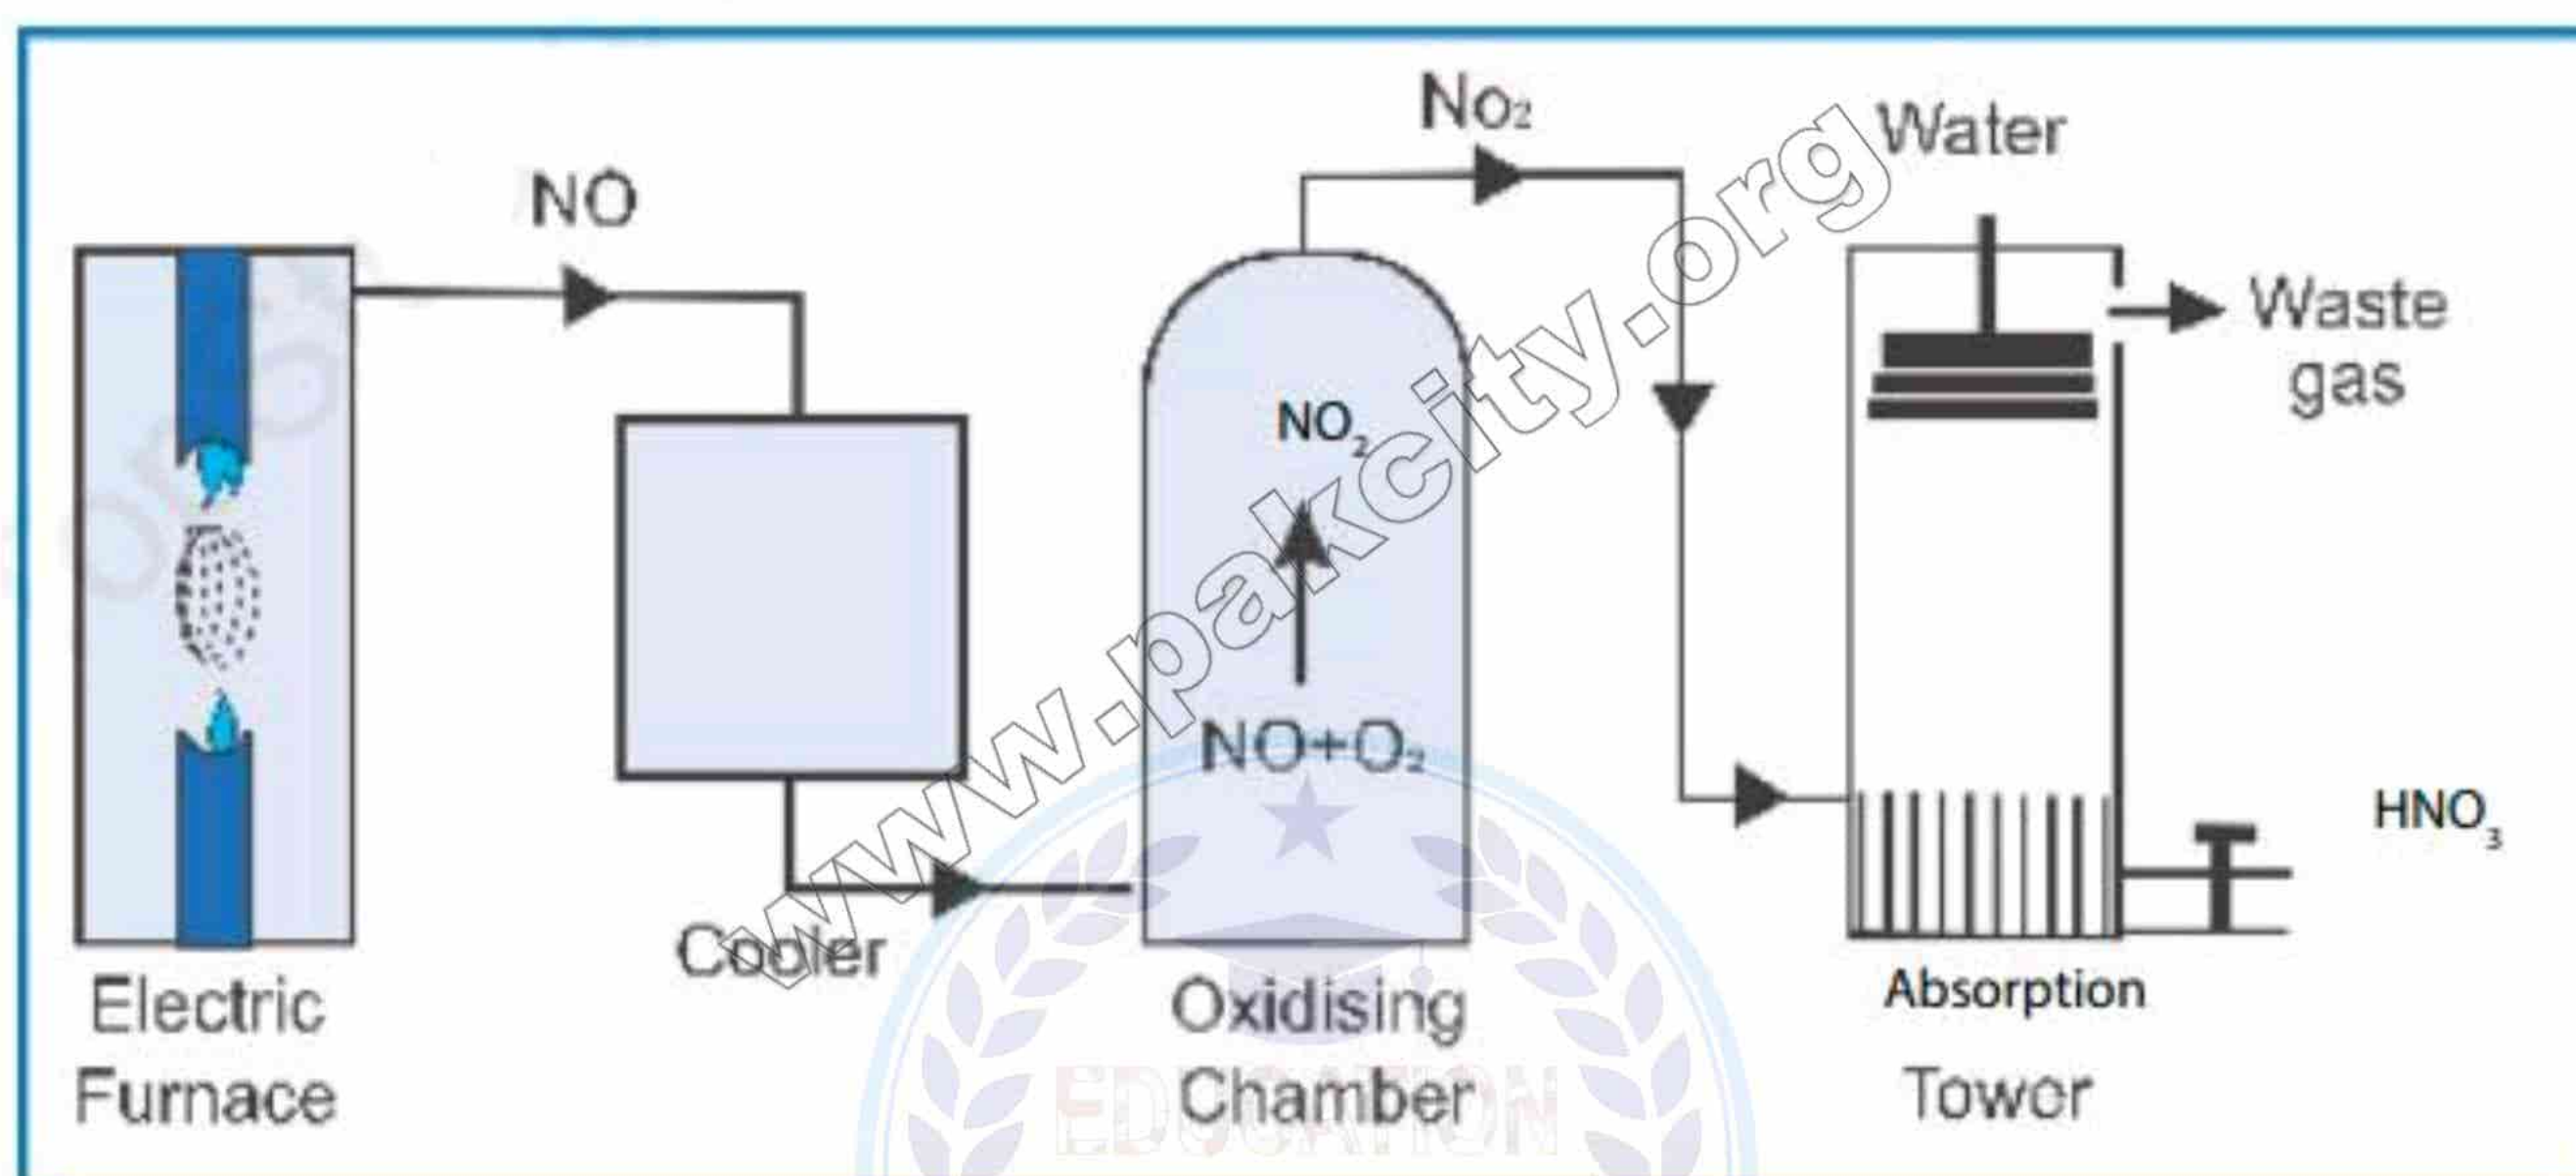 NO
No₂
Water
Waste
gas
NO₂
NO+O₂
HNO₃
Cooler
Electric
Furnace
Oxidising
Chamber
Absorption
Tower
www.pakcity.org
EDUCATION